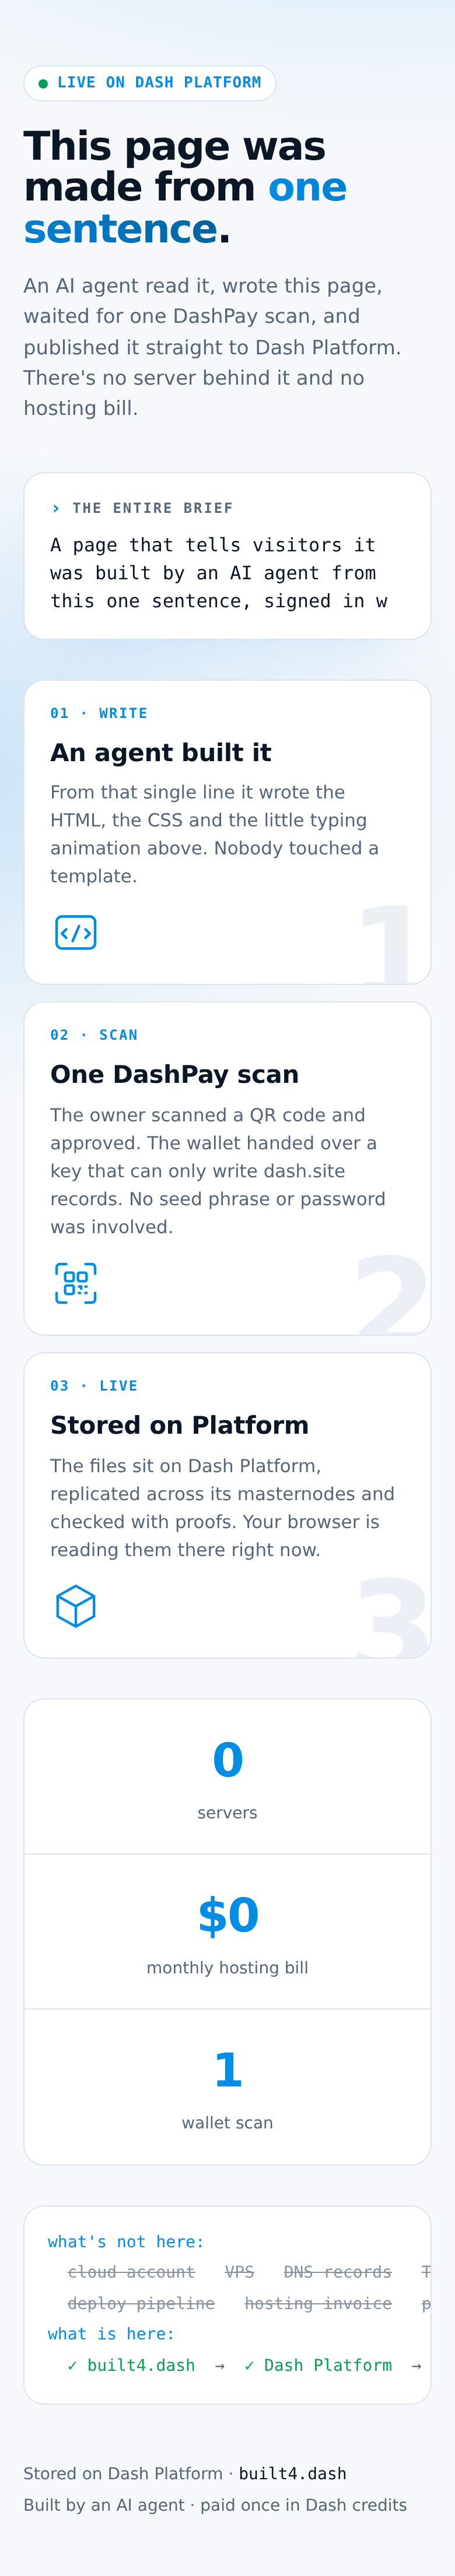 LIVE ON DASH PLATFORM
This page was
made from one
sentence.
An AI agent read it, wrote this page,
waited for one DashPay scan, and
published it straight to Dash Platform.
There's no server behind it and no
hosting bill.
› THE ENTIRE BRIEF
A page that tells visitors it
was built by an AI agent from
this one sentence, signed in w
01 · WRITE
An agent built it
From that single line it wrote the
HTML, the CSS and the little typing
animation above. Nobody touched a
template.
1
02 · SCAN
One DashPay scan
The owner scanned a QR code and
approved. The wallet handed over a
key that can only write dash.site
records. No seed phrase or password
was involved.
2
03 · LIVE
Stored on Platform
The files sit on Dash Platform,
replicated across its masternodes and
checked with proofs. Your browser is
reading them there right now.
3
0
servers
$0
monthly hosting bill
1
wallet scan
what's not here:
cloud account VPS DNS records T
deploy pipeline hosting invoice p
what is here:
✓ built4.dash → ✓ Dash Platform →
Stored on Dash Platform · built4.dash
Built by an AI agent · paid once in Dash credits